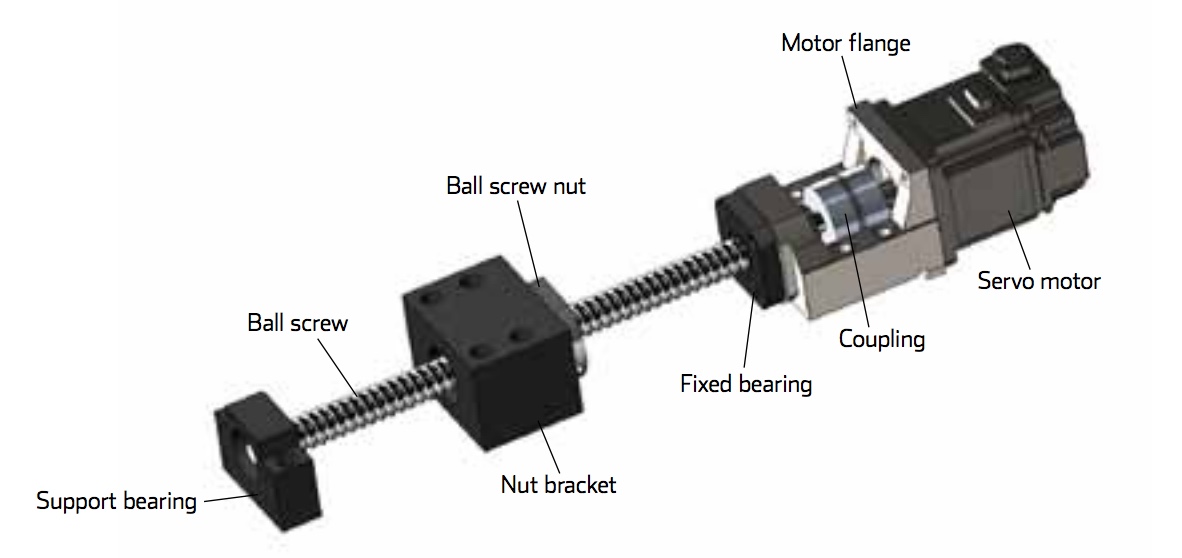 Motor flange
Ball screw nut
Servo motor
Ball screw
Coupling
Fixed bearing
Nut bracket
Support bearing